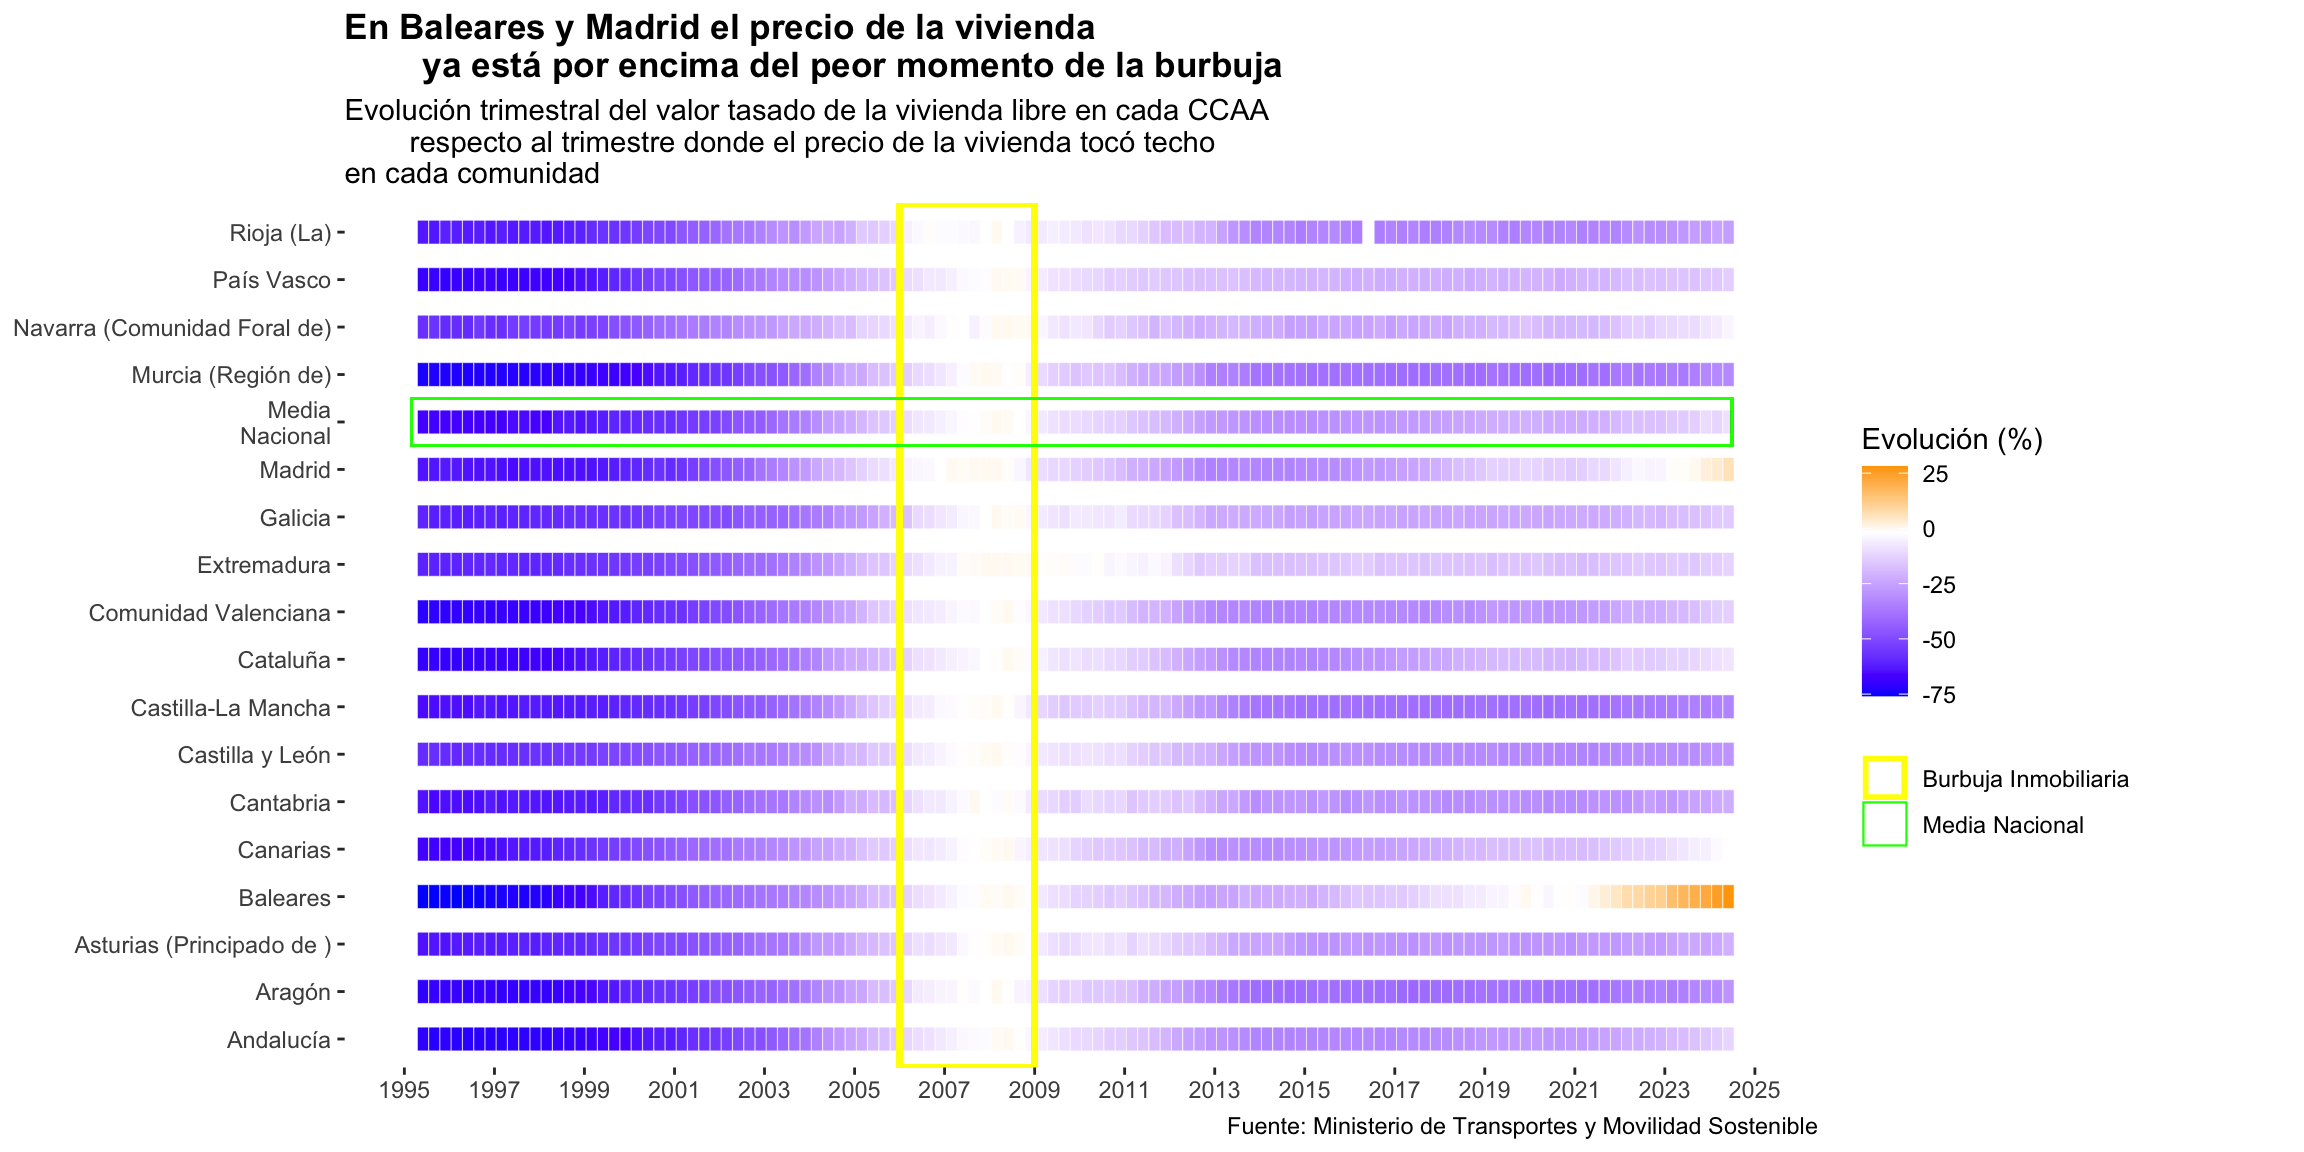 En Baleares y Madrid el precio de la vivienda
ya está por encima del peor momento de la burbuja
Evolución trimestral del valor tasado de la vivienda libre en cada CCAA
respecto al trimestre donde el precio de la vivienda tocó techo
en cada comunidad
Rioja (La)
País Vasco
Navarra (Comunidad Foral de)
Murcia (Región de)
Media
Nacional
Madrid
Galicia
Extremadura
Comunidad Valenciana
Cataluña
Castilla-La Mancha
Castilla y León
Cantabria
Canarias
Baleares
Asturias (Principado de )
Aragón
Andalucía
1995 1997 1999 2001 2003 2005 2007 2009 2011 2013 2015 2017 2019 2021 2023 2025
Fuente: Ministerio de Transportes y Movilidad Sostenible
Evolución (%)
25
0
-25
-50
-75
Burbuja Inmobiliaria
Media Nacional